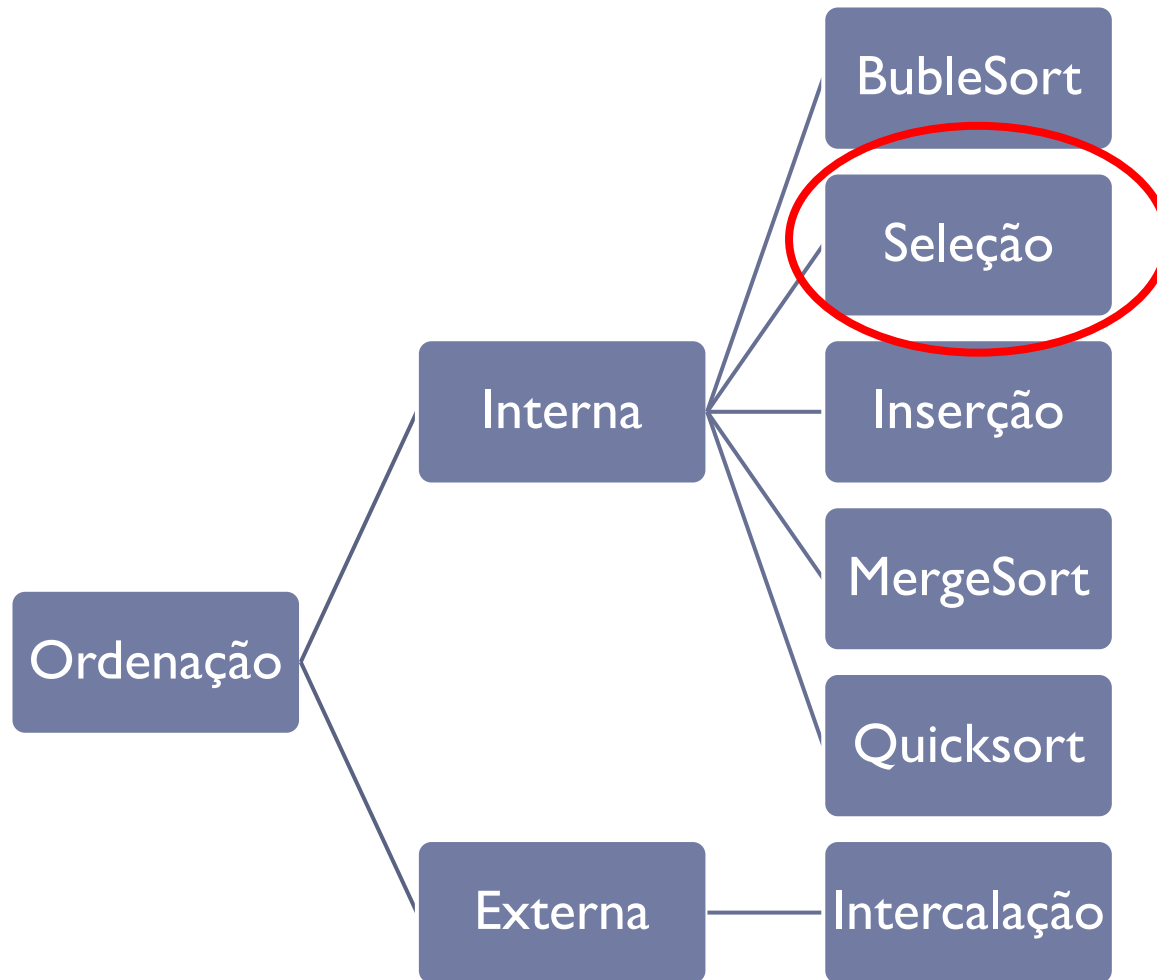 BubleSort
Seleção
Interna
Inserção
MergeSort
Ordenação
Quicksort
Externa
Intercalação